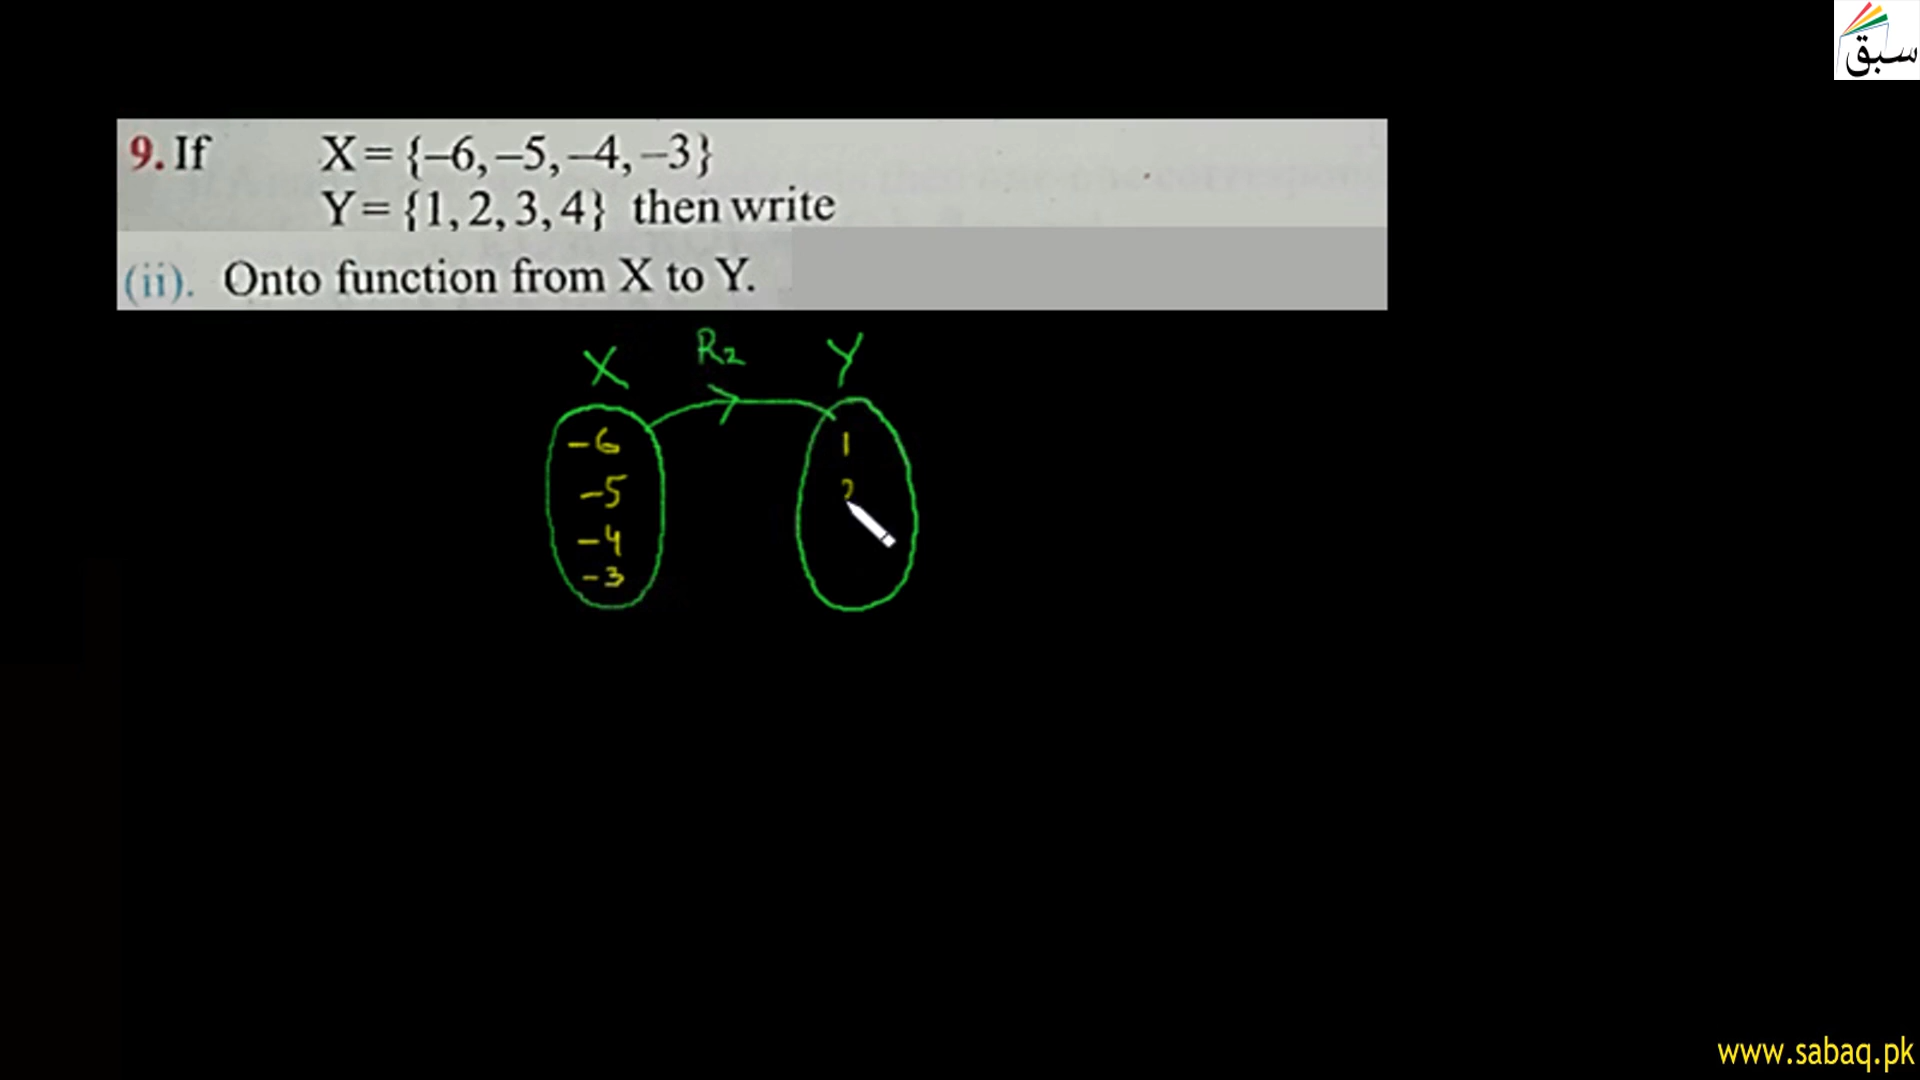 سبق
9. If X = {–6, –5, –4, –3}
Y = {1, 2, 3, 4} then write
(ii). Onto function from X to Y.
X R2 Y
-6 1
-5 2
-4
-3
www.sabaq.pk